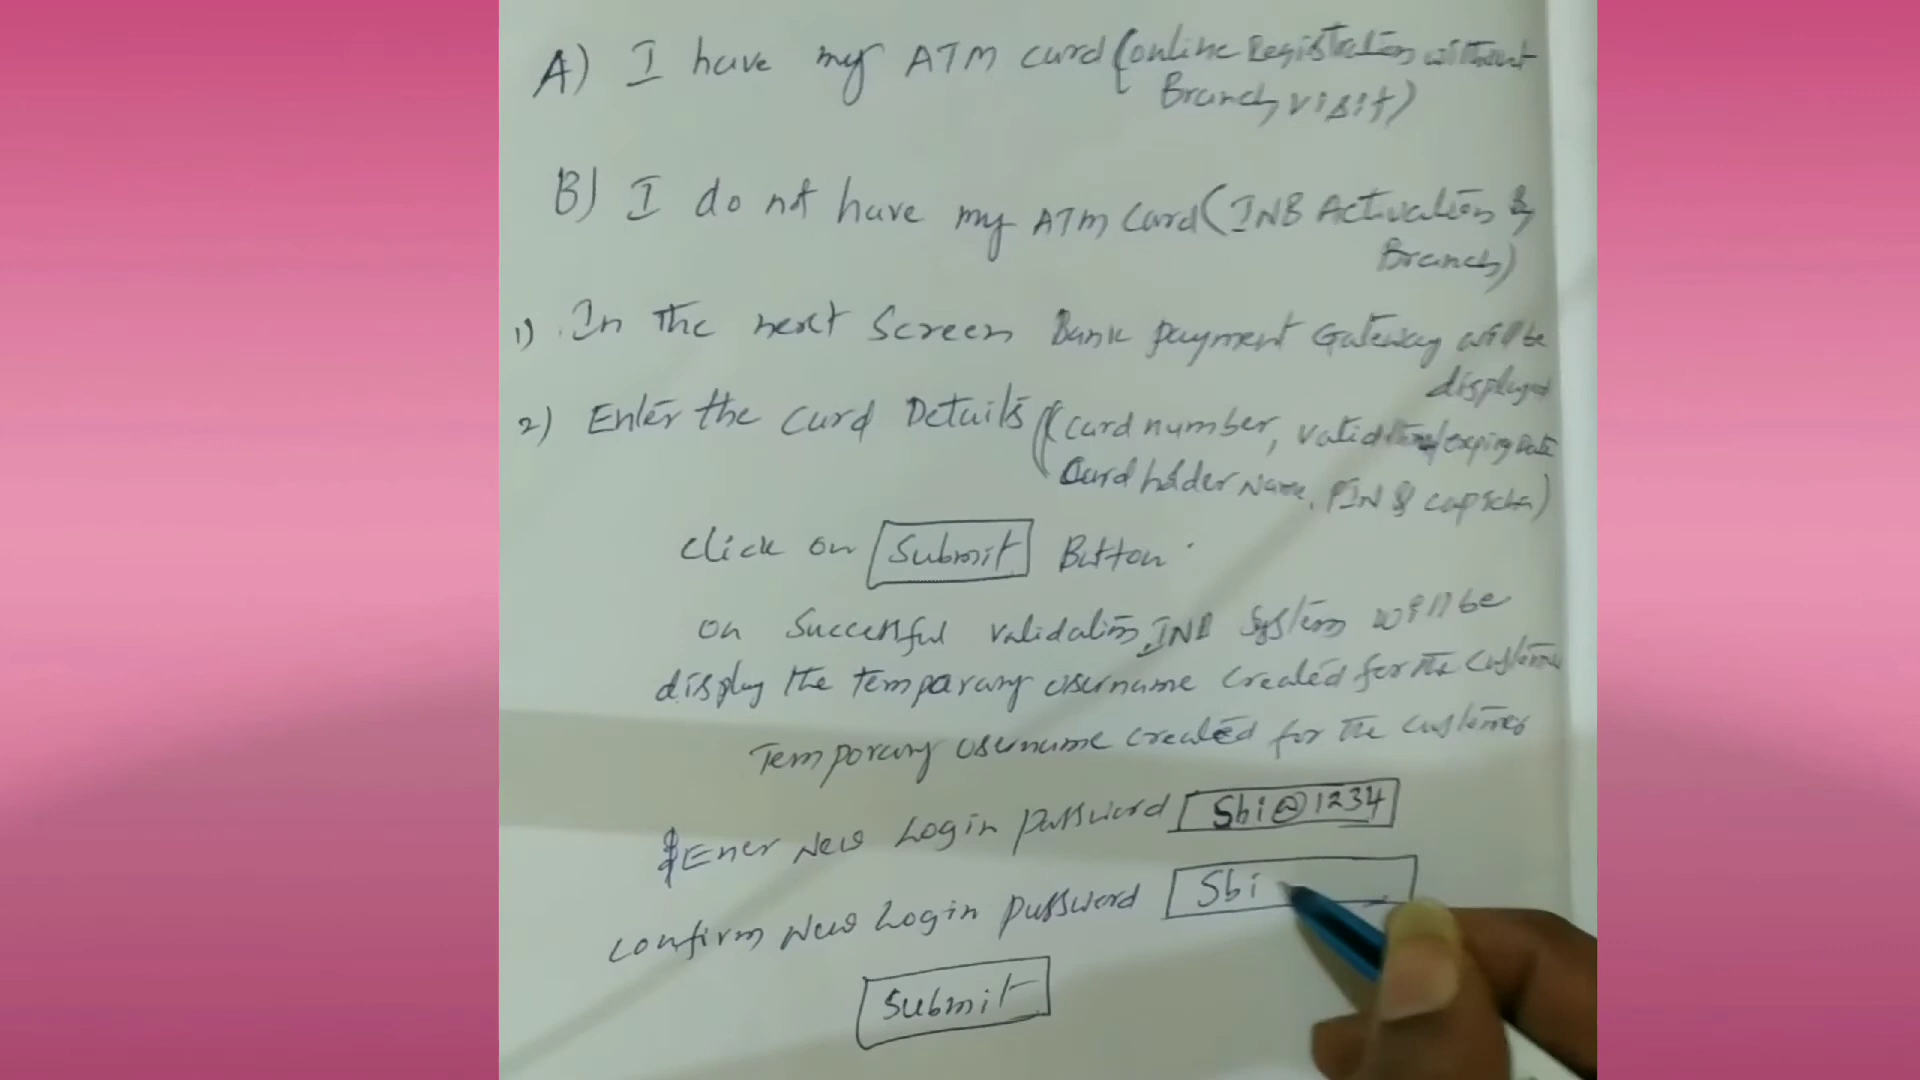 A) I have my ATM card (online Registration without
Branch visit)
B) I do not have my ATM Card (INB Activation By
Branch)
1) In the next Screen Bank payment Gateway will be
displayed
2) Enter the Card Details (card number, valid /expiry Date
Card holder Name, PIN & captcha)
click on Submit Button
on Successful validation INB System will be
display the temparary username created for the customer
Temporary username created for the customer
Ener New Login password Sbi@1234
confirm New Login password Sbi
Submit